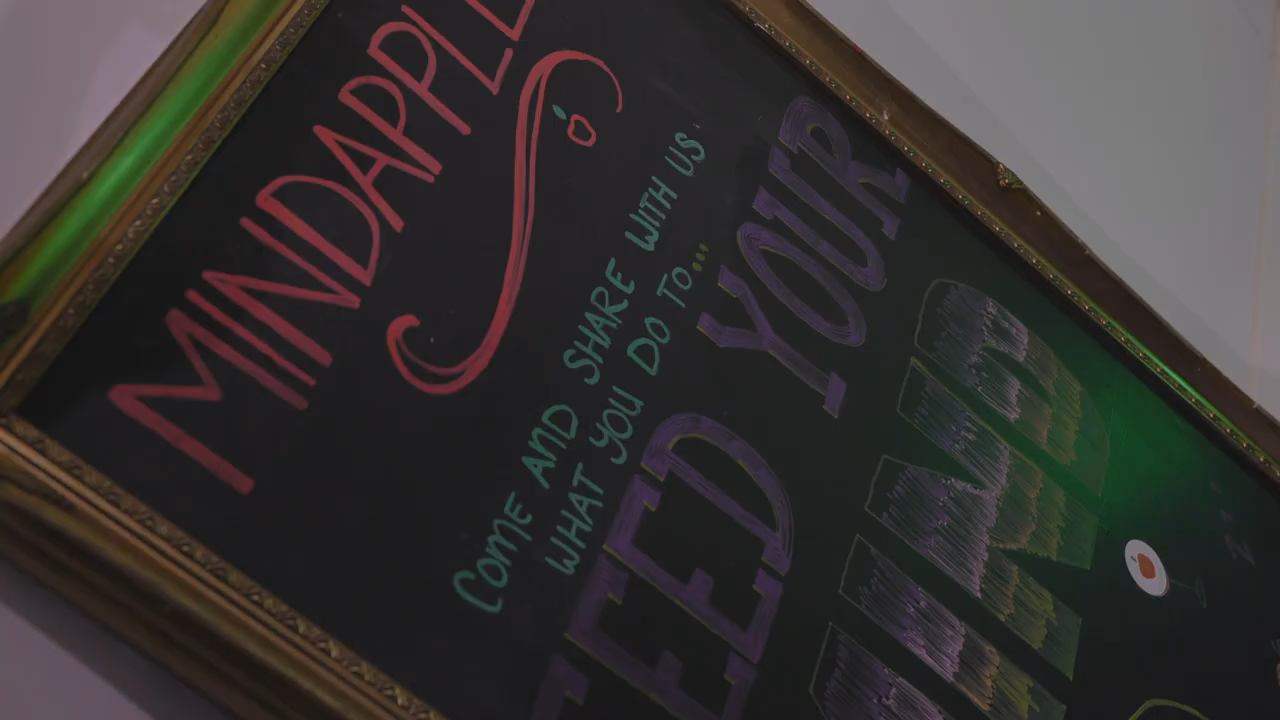 MINDAPPLE
COME AND SHARE WITH US.
WHAT YOU DO TO...
FEED YOUR
MIND